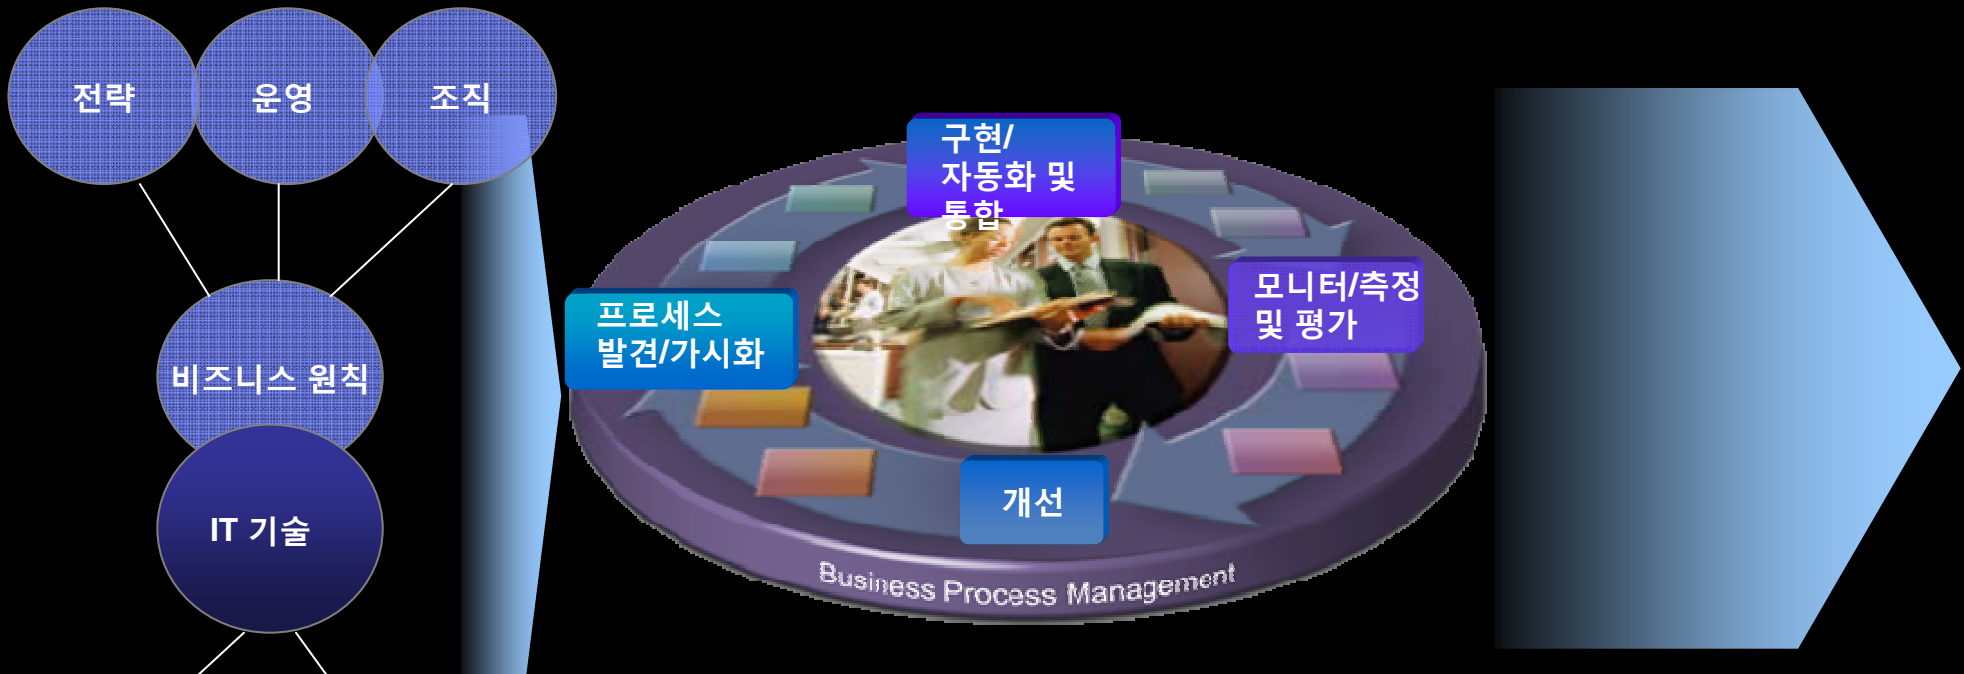 전략
운영
조직
비즈니스 원칙
IT 기술
구현/
자동화 및
통합
프로세스
발견/가시화
모니터/측정
및 평가
개선
Business Process Management